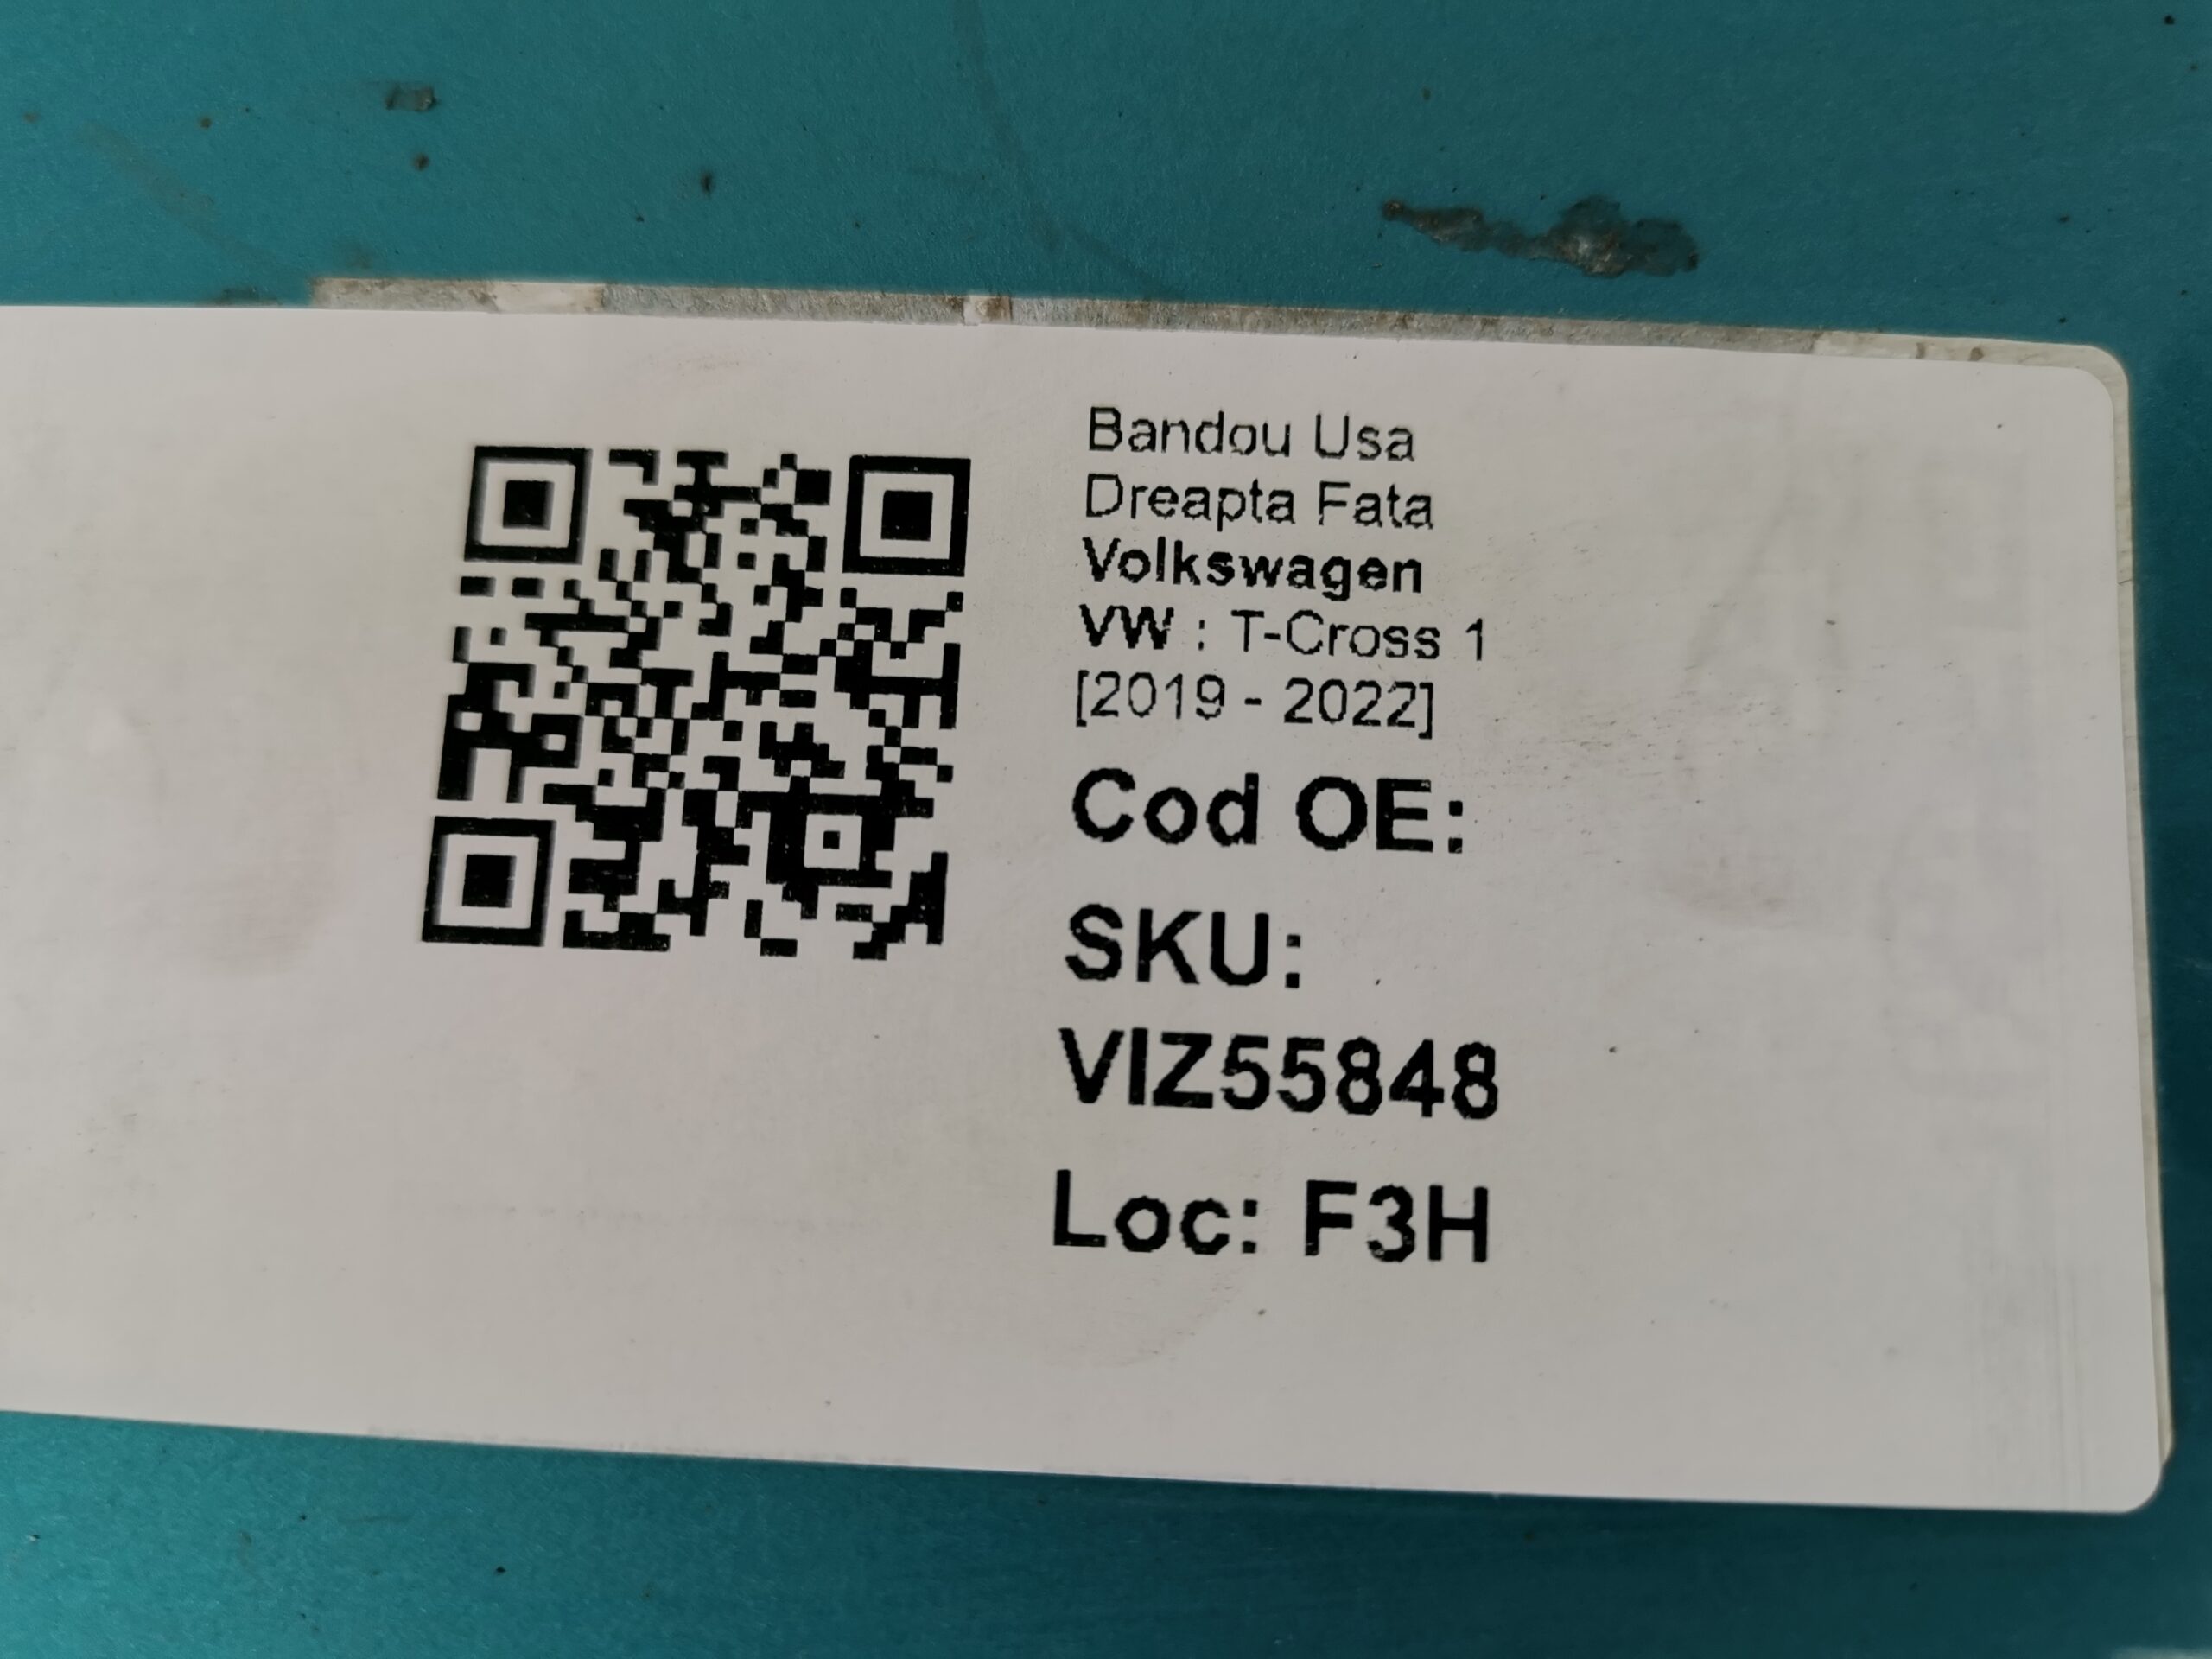 Bandou Usa
Dreapta Fata
Volkswagen
VW : T-Cross 1
[2019 - 2022]
Cod OE:
SKU:
VIZ55848
Loc: F3H